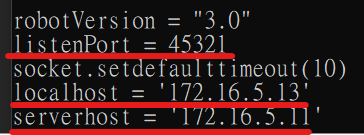 robotVersion = "3.0"
listenPort = 45321
socket.setdefaulttimeout(10)
localhost = '172.16.5.13'
serverhost = '172.16.5.11'